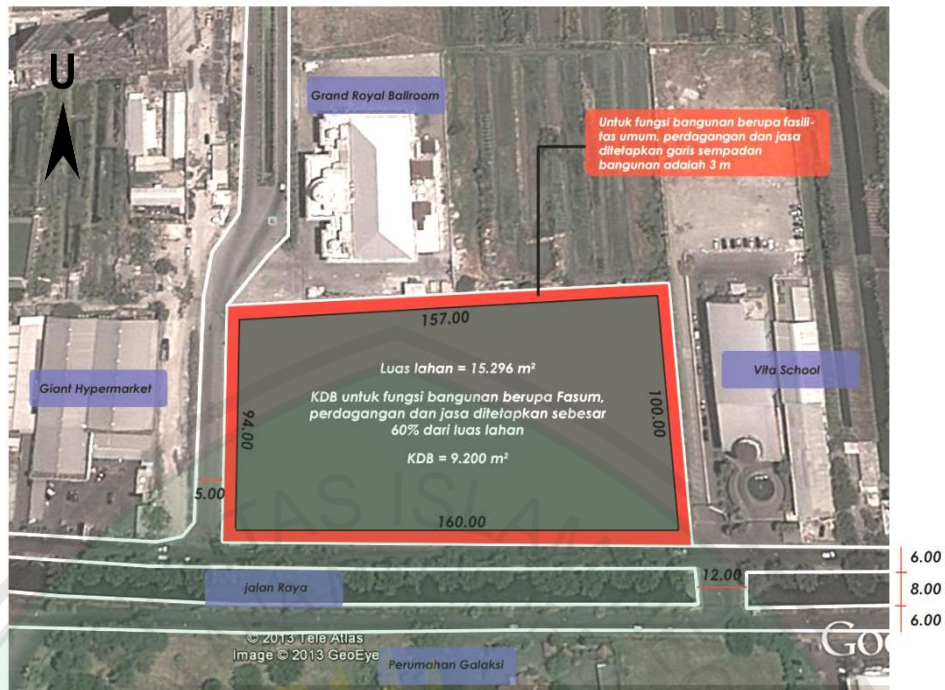 U
Grand Royal Ballroom
Untuk fungsi bangunan berupa fasili-
tas umum, perdagangan dan jasa
ditetapkan garis sempadan
bangunan adalah 3 m
157.00
Luas lahan = 15.296 m²
KDB untuk fungsi bangunan berupa Fasum,
perdagangan dan jasa ditetapkan sebesar
60% dari luas lahan
KDB = 9.200 m²
Giant Hypermarket
Vita School
94.00
100.00
5.00
TAS ISLAM
160.00
6.00
12.00
8.00
jalan Raya
6.00
© 2013 Tele Atlas
Image © 2013 GeoEye
Goo
Perumahan Galaksi